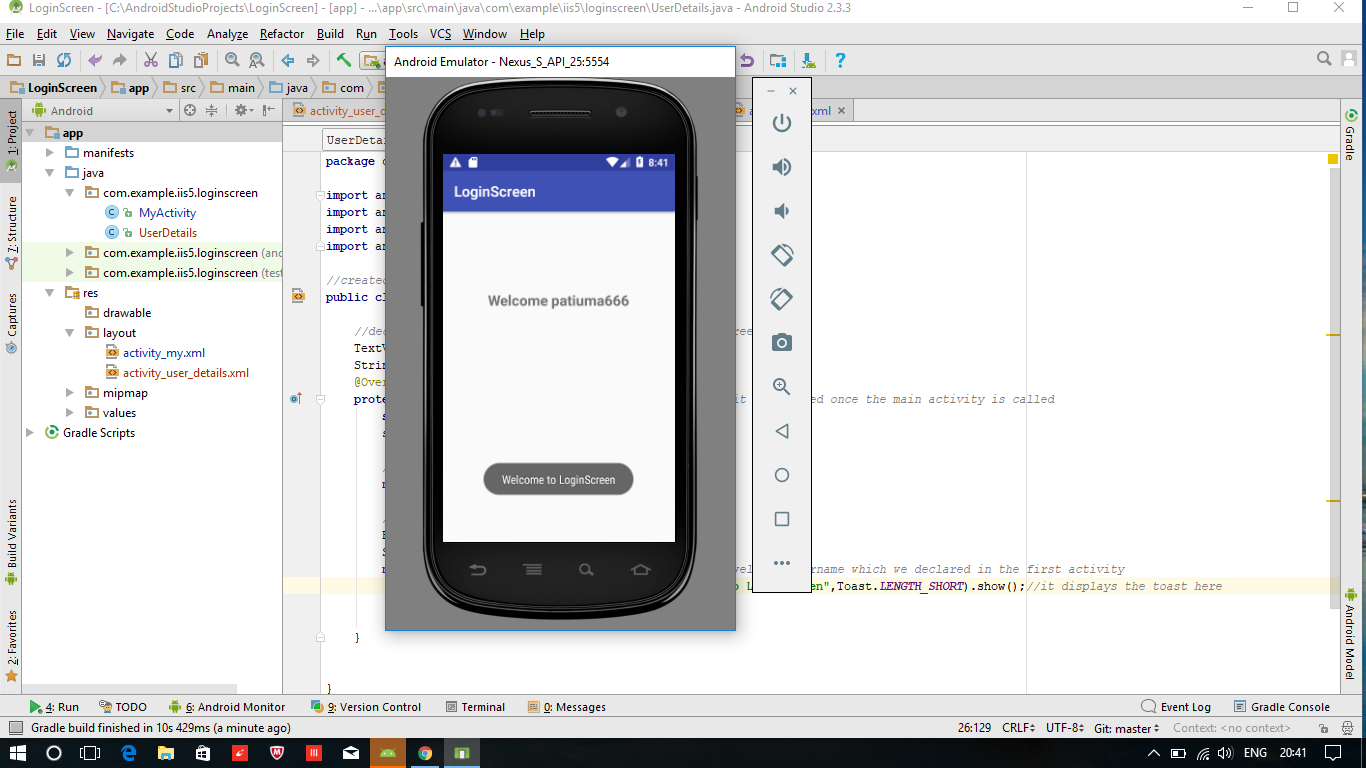 LoginScreen - [C:\AndroidStudioProjects\LoginScreen] - [app] - ...\app\src\main\java\com\example\iis5\loginscreen\UserDetails.java - Android Studio 2.3.3
File Edit View Navigate Code Analyze Refactor Build Run Tools VCS Window Help
LoginScreen app src main java com
Android
activity_user_d
xml
1: Project
7: Structure
Captures
Build Variants
2: Favorites
app
manifests
java
com.example.iis5.loginscreen
MyActivity
UserDetails
com.example.iis5.loginscreen (and
com.example.iis5.loginscreen (test
res
drawable
layout
activity_my.xml
activity_user_details.xml
mipmap
values
Gradle Scripts
Android Emulator - Nexus_S_API_25:5554
8:41
LoginScreen
Welcome patiuma666
Welcome to LoginScreen
UserDetai
package c
import an
import an
import an
import an
//created
public cl
//dec
TextV
Strin
@Over
prote it ed once the main activity is called
vel rname which we declared in the first activity
en",Toast.LENGTH_SHORT).show();//it displays the toast here
}
}
Gradle
Android Model
4: Run TODO 6: Android Monitor 9: Version Control Terminal 0: Messages Event Log Gradle Console
Gradle build finished in 10s 429ms (a minute ago) 26:129 CRLF UTF-8 Git: master Context: <no context>
ENG 20:41